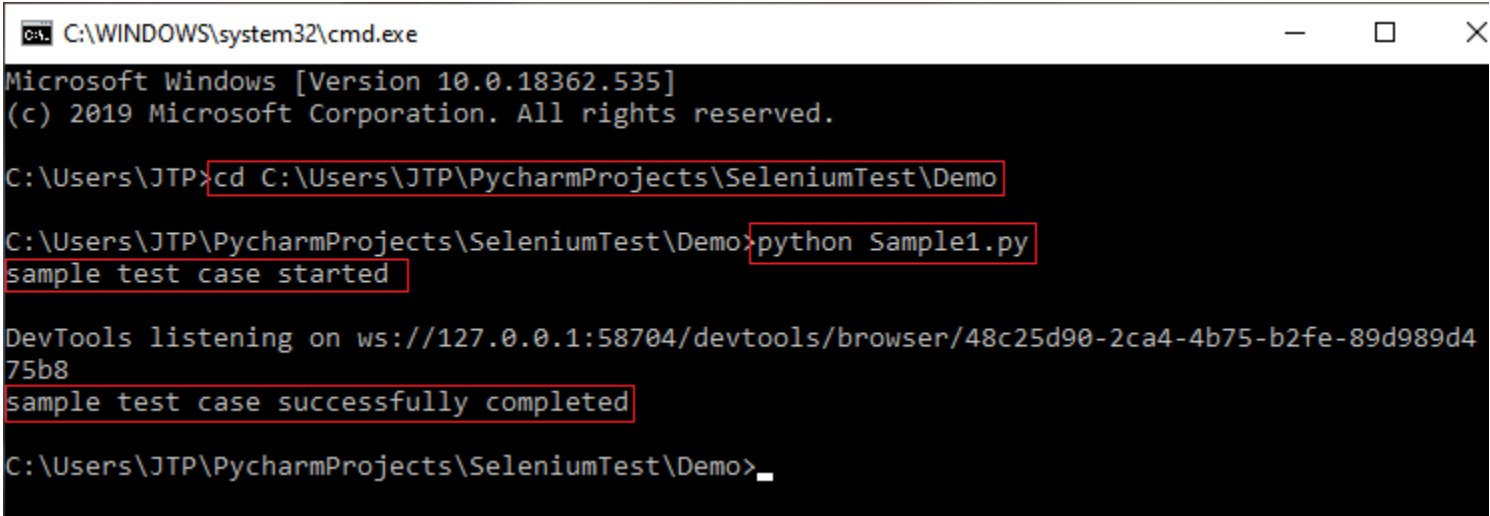 C:\WINDOWS\system32\cmd.exe
Microsoft Windows [Version 10.0.18362.535]
(c) 2019 Microsoft Corporation. All rights reserved.
C:\Users\JTP>cd C:\Users\JTP\PycharmProjects\SeleniumTest\Demo
C:\Users\JTP\PycharmProjects\SeleniumTest\Demo>python Sample1.py
sample test case started
DevTools listening on ws://127.0.0.1:58704/devtools/browser/48c25d90-2ca4-4b75-b2fe-89d989d4
75b8
sample test case successfully completed
C:\Users\JTP\PycharmProjects\SeleniumTest\Demo>